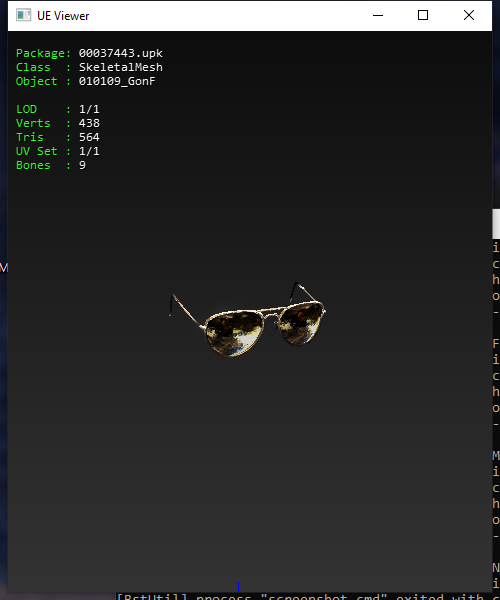 UE Viewer
Package: 00037443.upk
Class : SkeletalMesh
Object : 010109_GonF
LOD : 1/1
Verts : 438
Tris : 564
UV Set : 1/1
Bones : 9
M
i
c
h
o
-
F
i
c
h
o
-
M
i
c
h
o
-
N
i
[BstUtil] process "screenshot.cmd" exited with c